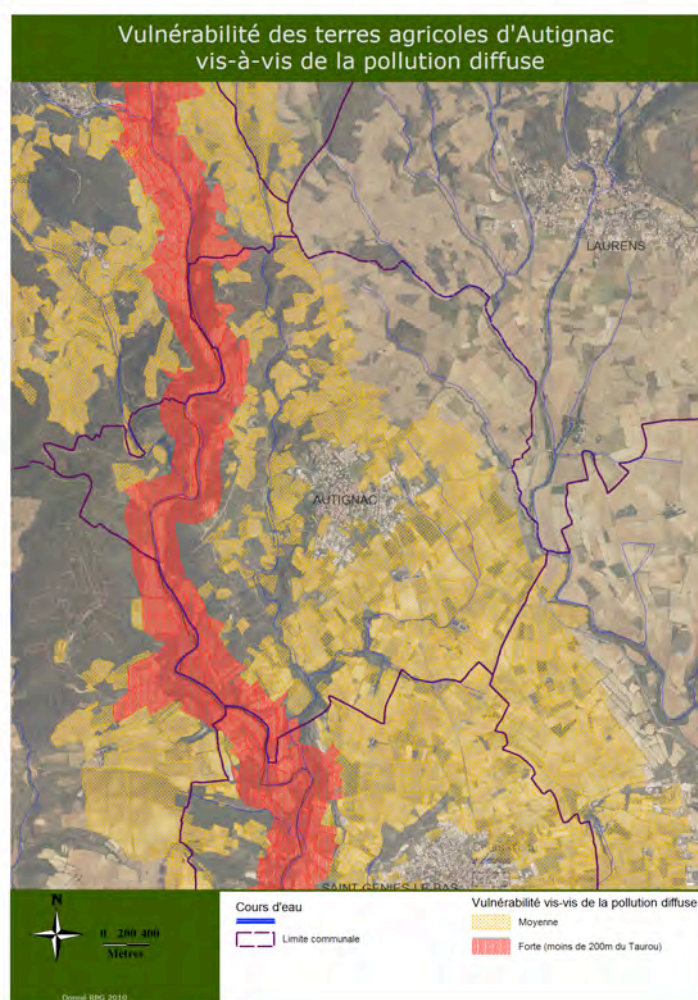 Vulnérabilité des terres agricoles d'Autignac
vis-à-vis de la pollution diffuse
LAURENS
AUTIGNAC
SAINT GENIES LE BAS
N
0 200 400
Mètres
Donné RPG 2010
Cours d'eau
Limite communale
Vulnérabilité vis-vis de la pollution diffuse
Moyenne
Forte (moins de 200m du Taurou)